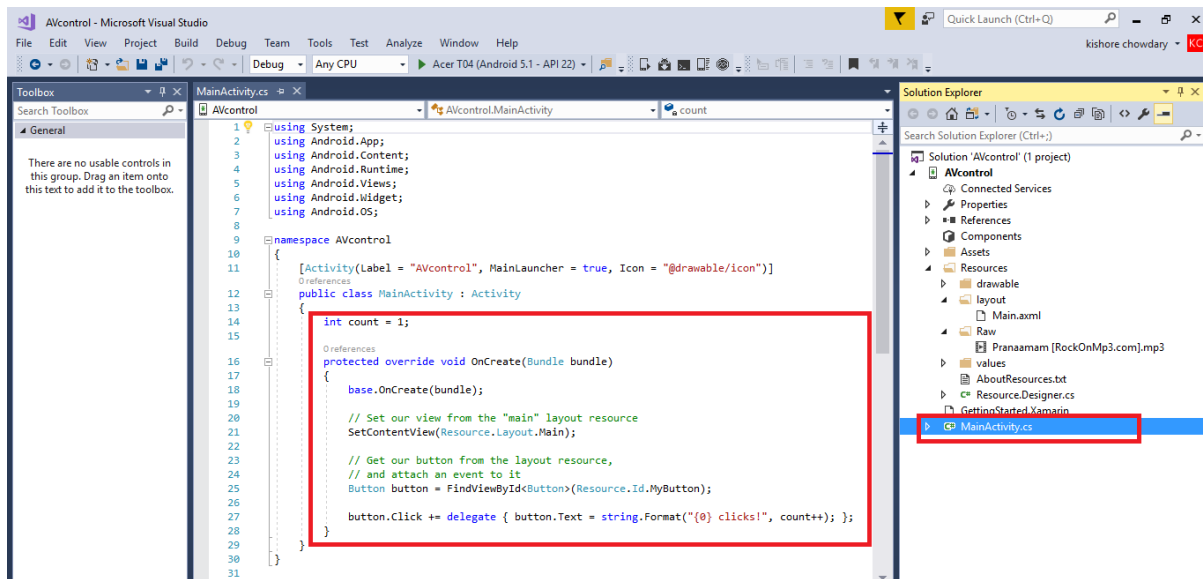 AVcontrol - Microsoft Visual Studio
Quick Launch (Ctrl+Q)
File Edit View Project Build Debug Team Tools Test Analyze Window Help
kishore chowdary
KC
Debug Any CPU Acer T04 (Android 5.1 - API 22)
Toolbox
Search Toolbox
General
There are no usable controls in
this group. Drag an item onto
this text to add it to the toolbox.
MainActivity.cs
AVcontrol AVcontrol.MainActivity count
1 using System;
2 using Android.App;
3 using Android.Content;
4 using Android.Runtime;
5 using Android.Views;
6 using Android.Widget;
7 using Android.OS;
8
9 namespace AVcontrol
10 {
11 [Activity(Label = "AVcontrol", MainLauncher = true, Icon = "@drawable/icon")]
0 references
12 public class MainActivity : Activity
13 {
14 int count = 1;
15
0 references
16 protected override void OnCreate(Bundle bundle)
17 {
18 base.OnCreate(bundle);
19
20 // Set our view from the "main" layout resource
21 SetContentView(Resource.Layout.Main);
22
23 // Get our button from the layout resource,
24 // and attach an event to it
25 Button button = FindViewById<Button>(Resource.Id.MyButton);
26
27 button.Click += delegate { button.Text = string.Format("{0} clicks!", count++); };
28 }
29 }
30 }
31
Solution Explorer
Search Solution Explorer (Ctrl+;)
Solution 'AVcontrol' (1 project)
AVcontrol
Connected Services
Properties
References
Components
Assets
Resources
drawable
layout
Main.axml
Raw
Pranaamam [RockOnMp3.com].mp3
values
AboutResources.txt
C# Resource.Designer.cs
GettingStarted.Xamarin
C# MainActivity.cs